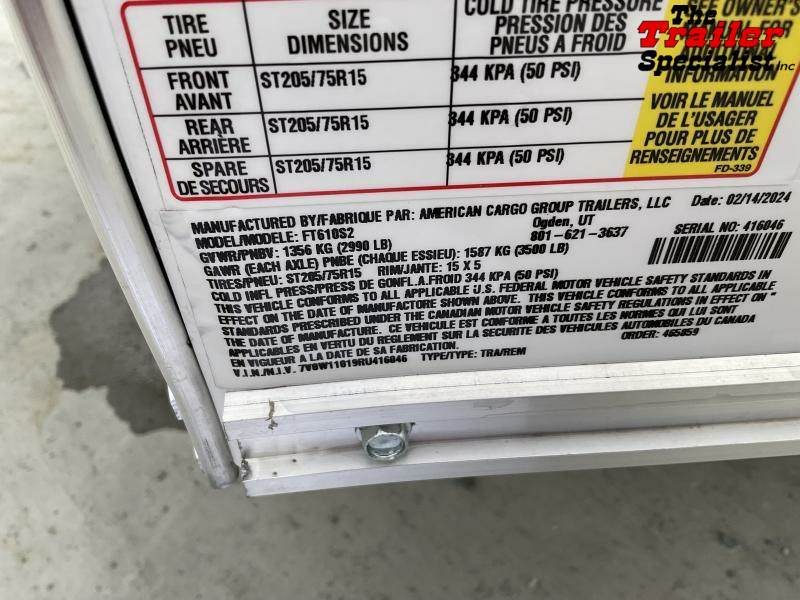 The
Trailer
Specialist Inc
TIRE
PNEU
SIZE
DIMENSIONS
COLD TIRE PRESSURE
PRESSION DES
PNEUS A FROID
SEE OWNER'S
INFORMATION
FRONT
AVANT
ST205/75R15
344 KPA (50 PSI)
REAR
ARRIÈRE
ST205/75R15
344 KPA (50 PSI)
SPARE
DE SECOURS
ST205/75R15
344 KPA (50 PSI)
VOIR LE MANUEL
DE L'USAGER
POUR PLUS DE
RENSEIGNEMENTS
FD-339
MANUFACTURED BY/FABRIQUE PAR: AMERICAN CARGO GROUP TRAILERS, LLC Date: 02/14/2024
MODEL/MODELE: FT610S2 Ogden, UT
GVWR/PNBV: 1356 KG (2990 LB) 801-621-3637 SERIAL NO: 416046
GAWR (EACH AXLE) PNBE (CHAQUE ESSIEU): 1587 KG (3500 LB)
TIRES/PNEU: ST205/75R15 RIM/JANTE: 15 X 5
COLD INFL PRESS/PRESS DE GONFL.A.FROID 344 KPA (50 PSI)
THIS VEHICLE CONFORMS TO ALL APPLICABLE U.S. FEDERAL MOTOR VEHICLE SAFETY STANDARDS IN
EFFECT ON THE DATE OF MANUFACTURE SHOWN ABOVE. THIS VEHICLE CONFORMS TO ALL APPLICABLE
STANDARDS PRESCRIBED UNDER THE CANADIAN MOTOR VEHICLE SAFETY REGULATIONS IN EFFECT ON "
THE DATE OF MANUFACTURE. CE VEHICULE EST CONFORME A TOUTES LES NORMES QUI LUI SONT
APPLICABLES EN VERTU DU REGLEMENT SUR LA SECURITE DES VEHICULES AUTOMOBILES DU CANADA
EN VIGUEUR A LA DATE DE SA FABRICATION. ORDER: 465859
V.I.N./N.I.V. 7V0W11019RU416046 TYPE/TYPE: TRA/REM